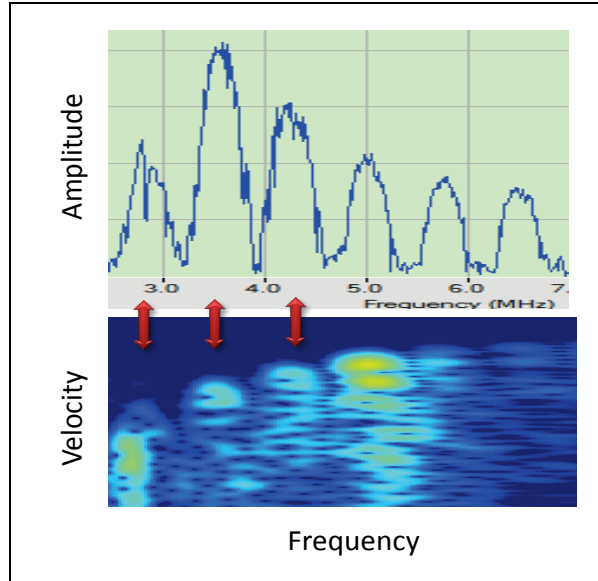 Amplitude
3.0 4.0 5.0 6.0 7.
Frequency (MHz)
Velocity
Frequency